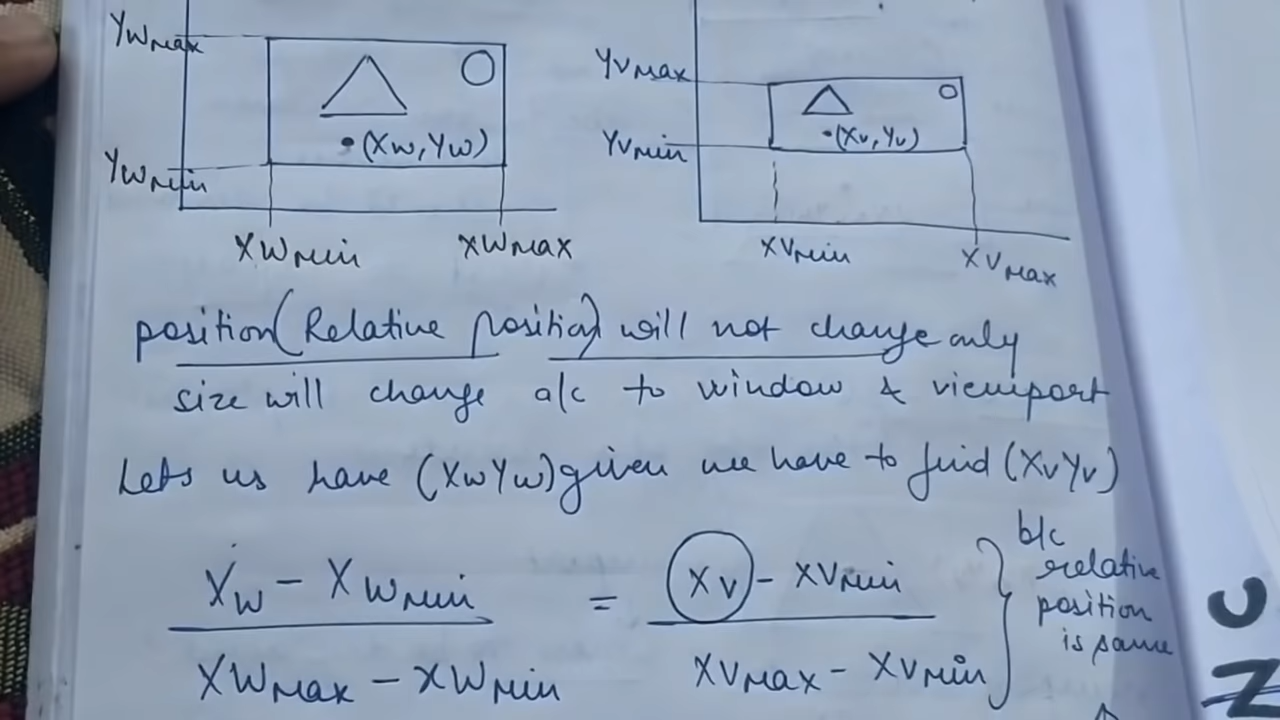 YWMax
YVMax
(XW, YW)
(XV, YV)
YWMin
YVMin
XWMin XWMax
XVMin XVMax
position(Relative position) will not change only
size will change a/c to window & viewport
Lets us have (XWYW)given we have to find (XVYV)
XW - XWMin = XV - XVMin
XWMax - XWMin XVMax - XVMin
b/c
relative
position
is same